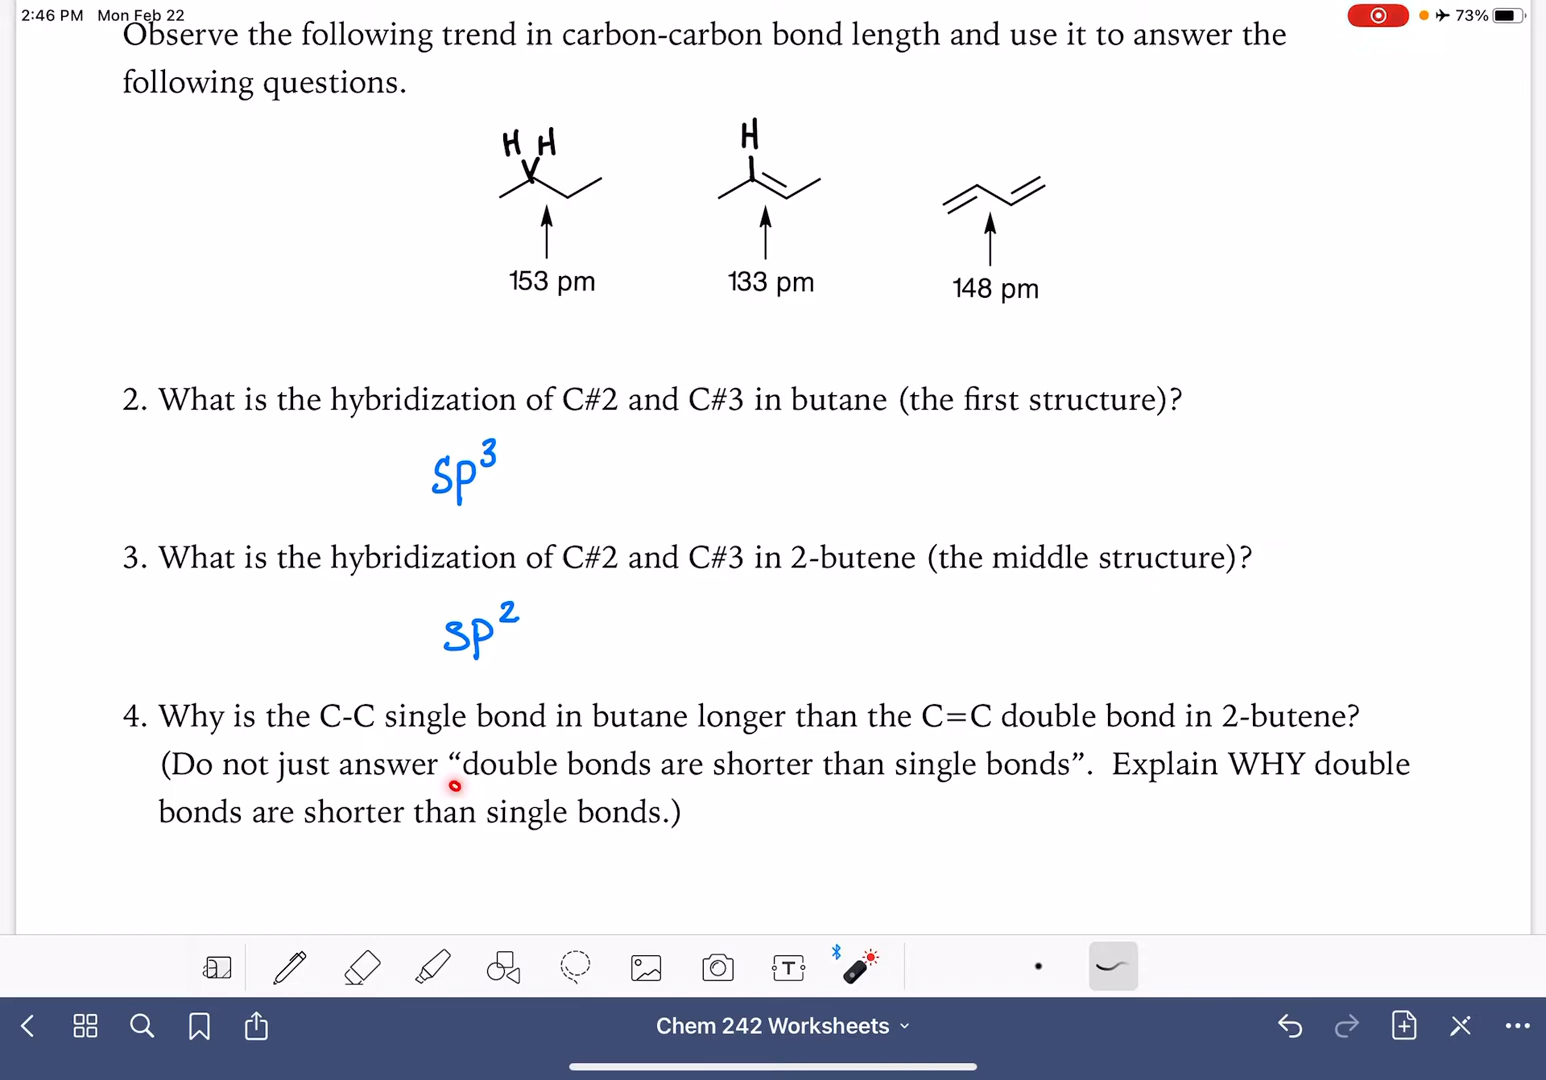 2:46 PM Mon Feb 22
73%
Observe the following trend in carbon-carbon bond length and use it to answer the
following questions.
H H
H
153 pm
133 pm
148 pm
2. What is the hybridization of C#2 and C#3 in butane (the first structure)?
sp³
3. What is the hybridization of C#2 and C#3 in 2-butene (the middle structure)?
sp²
4. Why is the C-C single bond in butane longer than the C=C double bond in 2-butene?
(Do not just answer “double bonds are shorter than single bonds”. Explain WHY double
bonds are shorter than single bonds.)
a
T
Chem 242 Worksheets